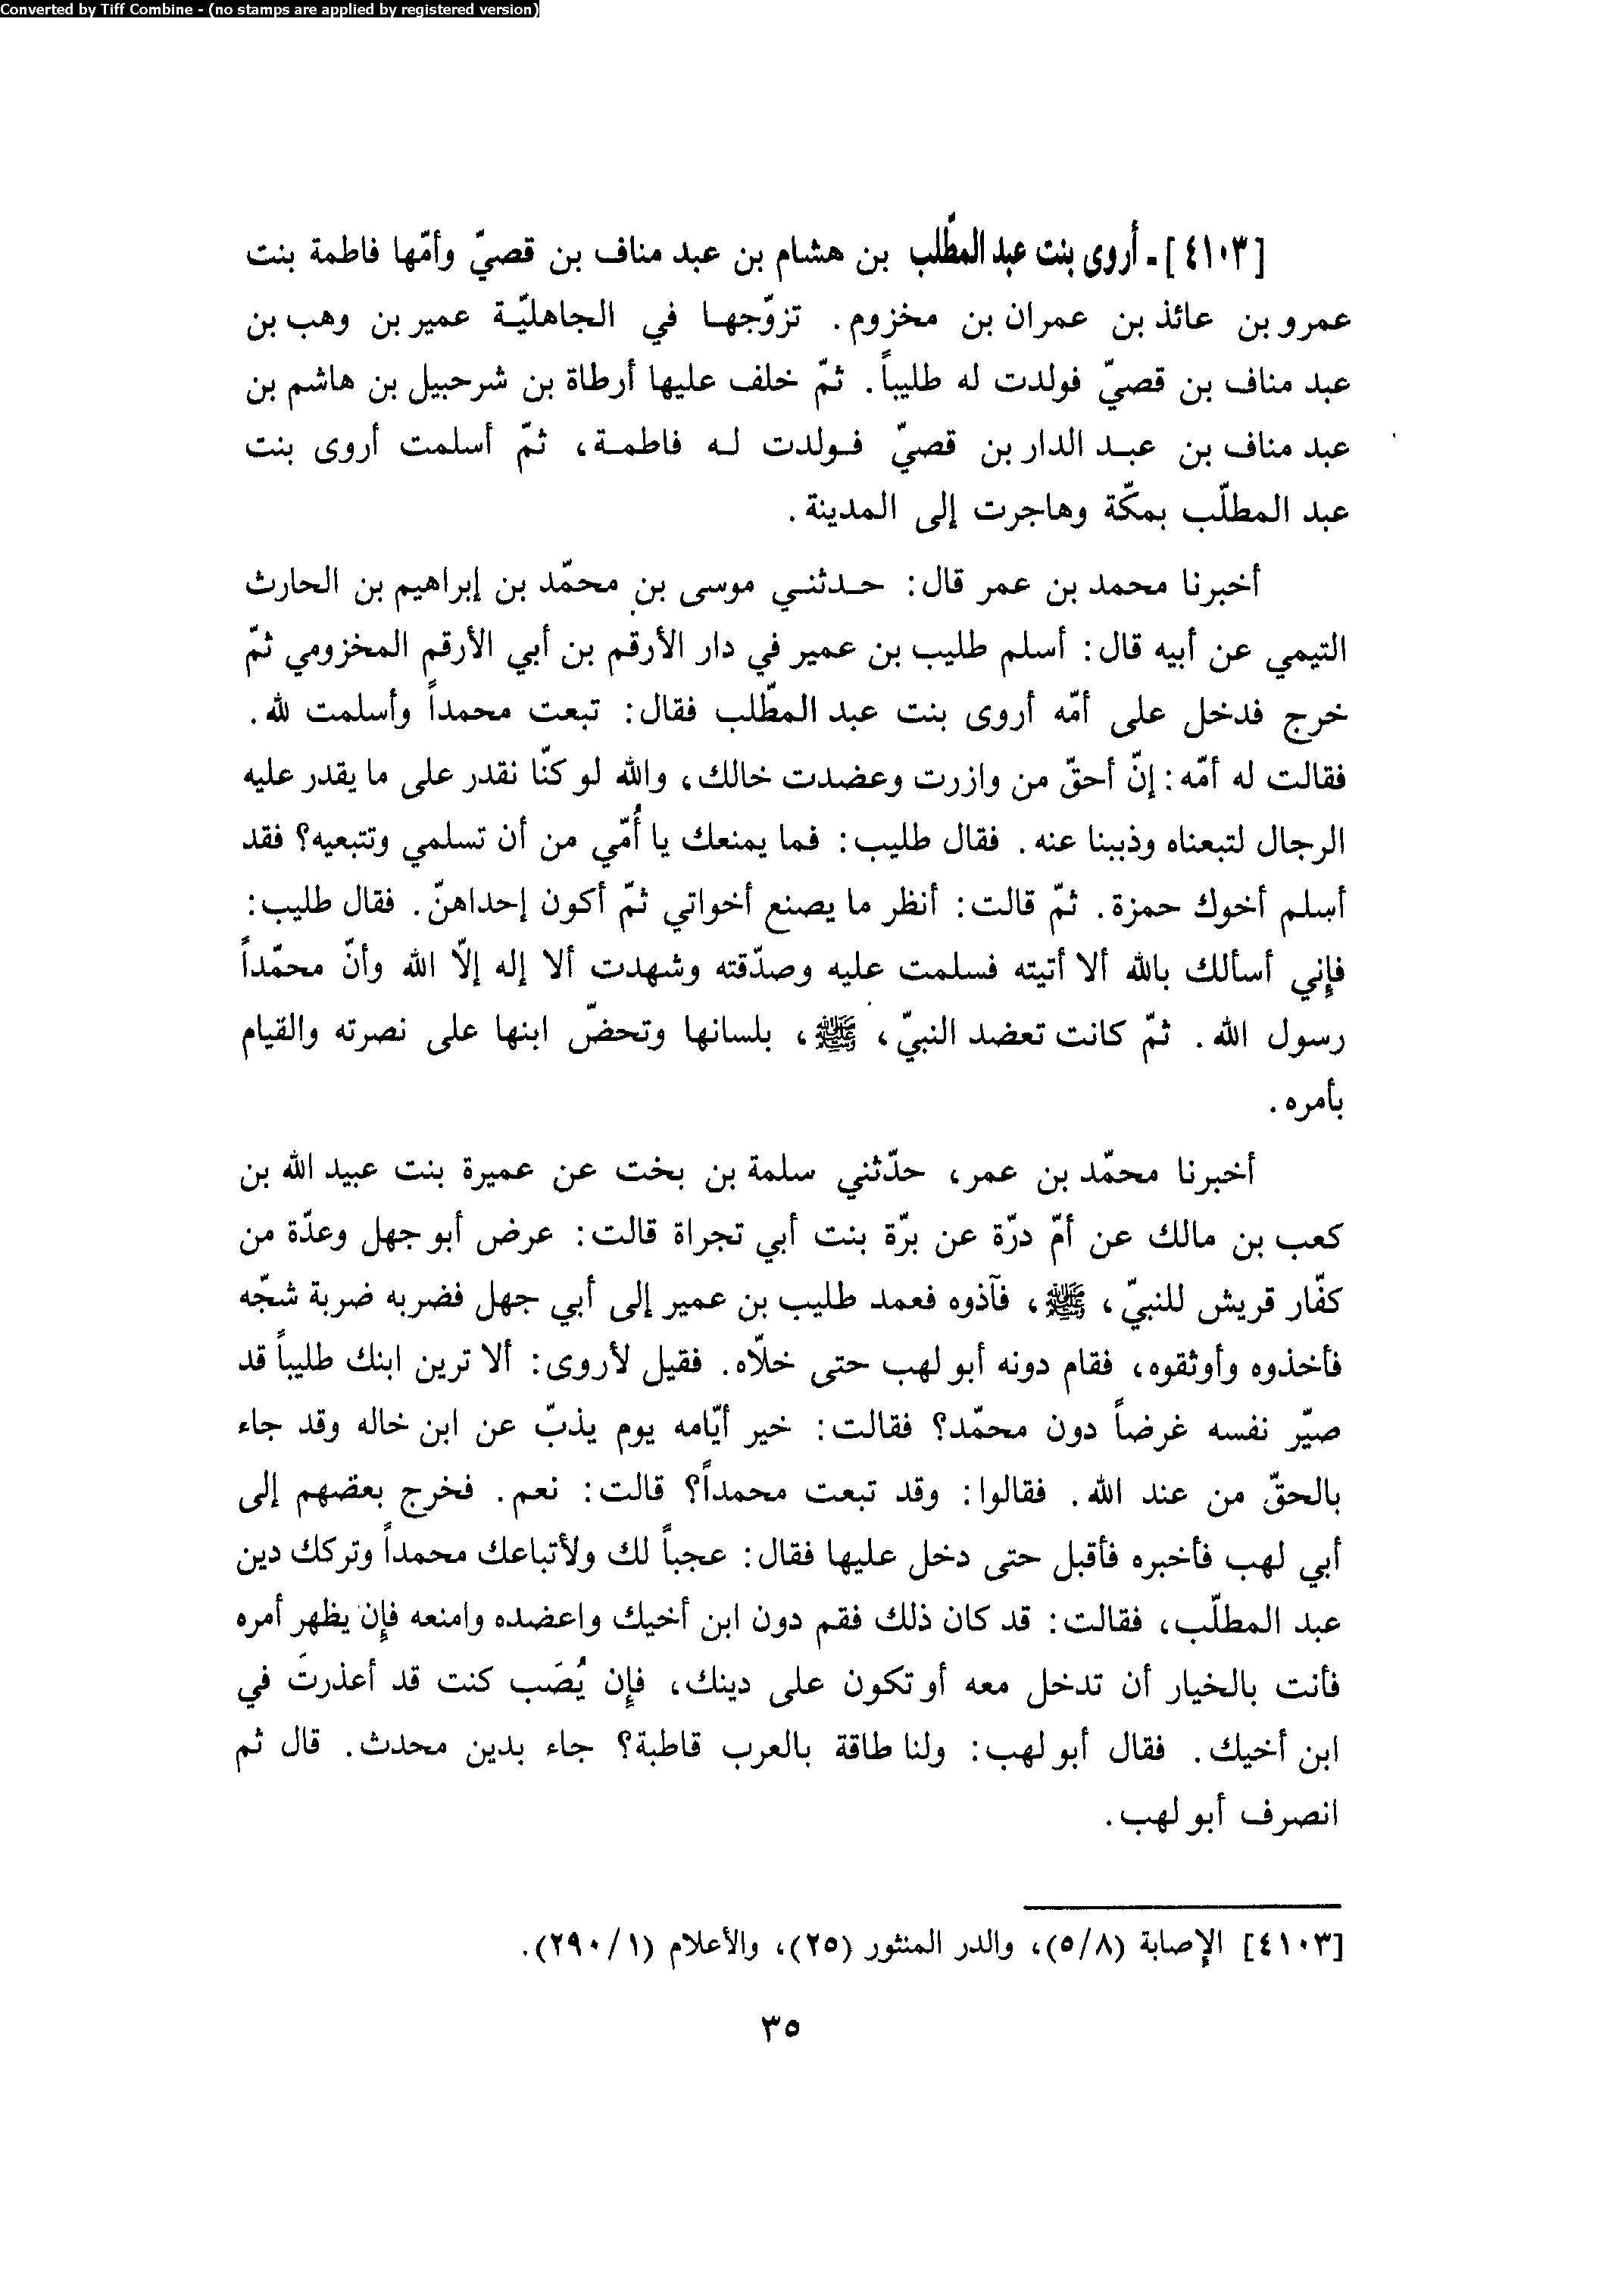 Converted by Tiff Combine - (no stamps are applied by registered version)
[٤١٠٣] - أروى بنت عبد المطّلب بن هشام بن عبد مناف بن قصيّ وأمّها فاطمة بنت
عمرو بن عائذ بن عمران بن مخزوم. تزوّجها في الجاهليّة عمير بن وهب بن
عبد مناف بن قصيّ فولدت له طليباً. ثمّ خلف عليها أرطاة بن شرحبيل بن هاشم بن
عبد مناف بن عبد الدار بن قصيّ فولدت له فاطمة، ثمّ أسلمت أروى بنت
عبد المطلّب بمكّة وهاجرت إلى المدينة.
أخبرنا محمد بن عمر قال: حدثني موسى بن محمّد بن إبراهيم بن الحارث
التيمي عن أبيه قال: أسلم طليب بن عمير في دار الأرقم بن أبي الأرقم المخزومي ثمّ
خرج فدخل على أمّه أروى بنت عبد المطّلب فقال: تبعت محمداً وأسلمت لله.
فقالت له أمّه: إنّ أحقّ من وازرت وعضدت خالك، والله لو كنّا نقدر على ما يقدر عليه
الرجال لتبعناه وذببنا عنه. فقال طليب: فما يمنعك يا أُمّي من أن تسلمي وتتبعيه؟ فقد
أسلم أخوك حمزة. ثمّ قالت: أنظر ما يصنع أخواتي ثمّ أكون إحداهنّ. فقال طليب:
فإني أسألك بالله ألا أتيته فسلمت عليه وصدّقته وشهدت ألا إله إلّا الله وأنّ محمّداً
رسول الله. ثمّ كانت تعضد النبيّ، ﷺ، بلسانها وتحضّ ابنها على نصرته والقيام
بأمره.
أخبرنا محمّد بن عمر، حدّثني سلمة بن بخت عن عميرة بنت عبيد الله بن
كعب بن مالك عن أمّ درّة عن برّة بنت أبي تجراة قالت: عرض أبو جهل وعدّة من
كفّار قريش للنبيّ، ﷺ، فآذوه فعمد طليب بن عمير إلى أبي جهل فضربه ضربة شجّه
فأخذوه وأوثقوه، فقام دونه أبو لهب حتى خلّاه. فقيل لأروى: ألا ترين ابنك طليباً قد
صيّر نفسه غرضاً دون محمّد؟ فقالت: خير أيّامه يوم يذبّ عن ابن خاله وقد جاء
بالحقّ من عند الله. فقالوا: وقد تبعت محمداً؟ قالت: نعم. فخرج بعضهم إلى
أبي لهب فأخبره فأقبل حتى دخل عليها فقال: عجباً لك ولأتباعك محمداً وتركك دين
عبد المطلّب، فقالت: قد كان ذلك فقم دون ابن أخيك واعضده وامنعه فإن يظهر أمره
فأنت بالخيار أن تدخل معه أو تكون على دينك، فإن يُصَب كنت قد أعذرتَ في
ابن أخيك. فقال أبو لهب: ولنا طاقة بالعرب قاطبة؟ جاء بدين محدث. قال ثم
انصرف أبو لهب.
[٤١٠٣] الإصابة (٥/٨)، والدر المنثور (٢٥)، والأعلام (٢٩٠/١).
٣٥